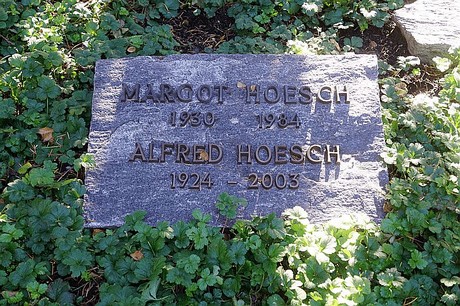 MARGOT HOESCH
1930 1984
ALFRED HOESCH
1924 - 2003